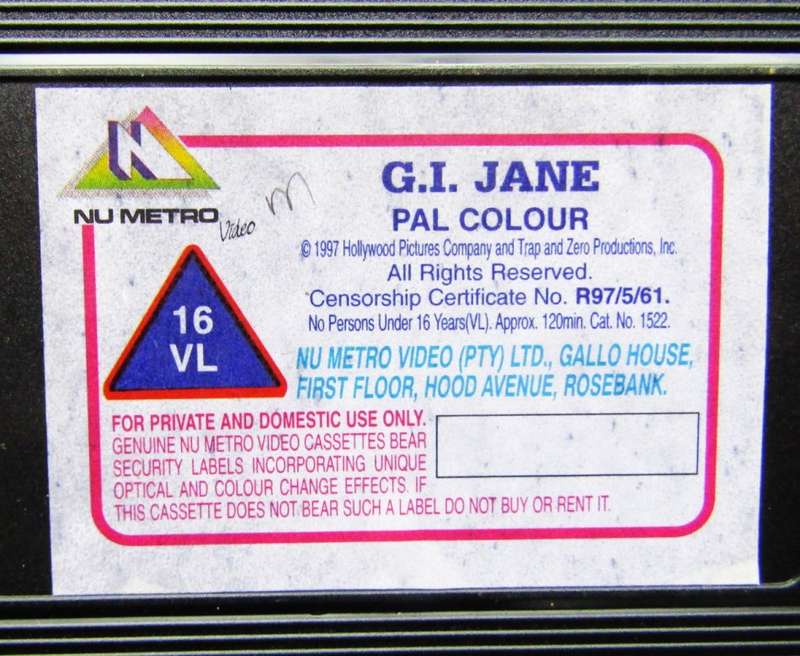 N
NU METRO
Video
m
G.I. JANE
PAL COLOUR
© 1997 Hollywood Pictures Company and Trap and Zero Productions, Inc.
All Rights Reserved.
Censorship Certificate No. R97/5/61.
No Persons Under 16 Years(VL). Approx. 120min. Cat. No. 1522.
16
VL
NU METRO VIDEO (PTY) LTD., GALLO HOUSE,
FIRST FLOOR, HOOD AVENUE, ROSEBANK.
FOR PRIVATE AND DOMESTIC USE ONLY.
GENUINE NU METRO VIDEO CASSETTES BEAR
SECURITY LABELS INCORPORATING UNIQUE
OPTICAL AND COLOUR CHANGE EFFECTS. IF
THIS CASSETTE DOES NOT BEAR SUCH A LABEL DO NOT BUY OR RENT IT.